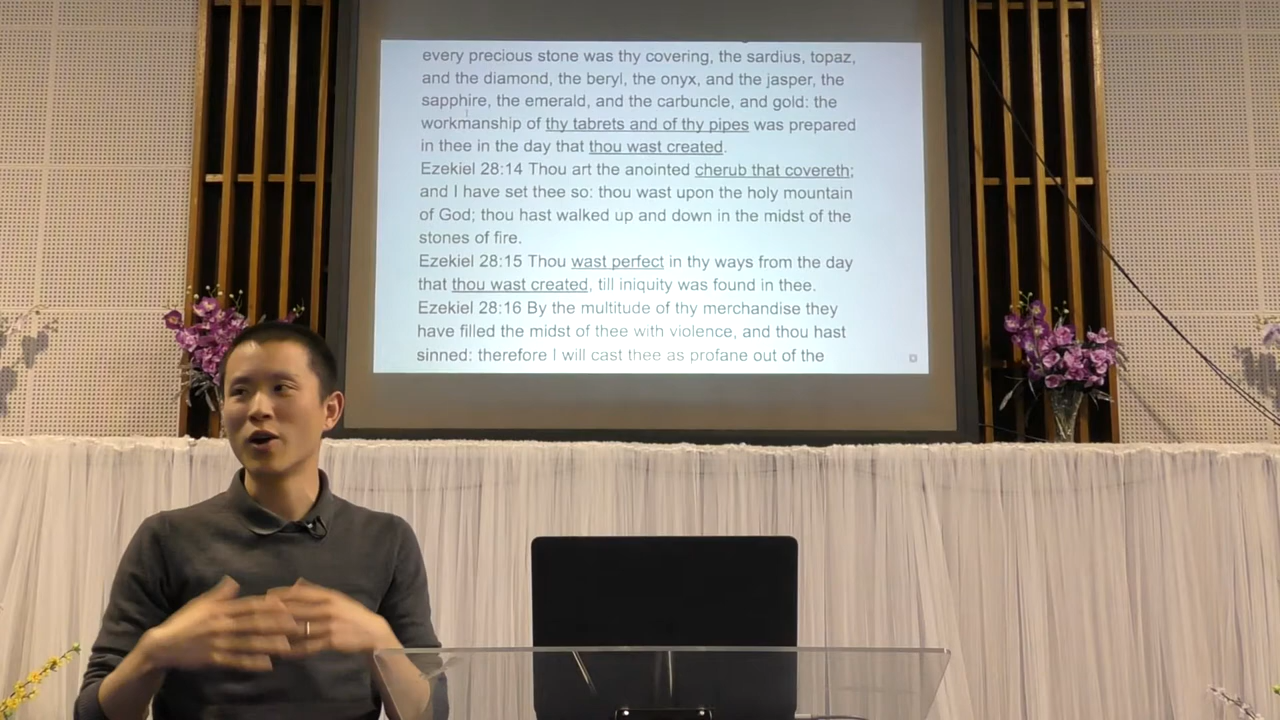 every precious stone was thy covering, the sardius, topaz,
and the diamond, the beryl, the onyx, and the jasper, the
sapphire, the emerald, and the carbuncle, and gold: the
workmanship of thy tabrets and of thy pipes was prepared
in thee in the day that thou wast created.
Ezekiel 28:14 Thou art the anointed cherub that covereth;
and I have set thee so: thou wast upon the holy mountain
of God; thou hast walked up and down in the midst of the
stones of fire.
Ezekiel 28:15 Thou wast perfect in thy ways from the day
that thou wast created, till iniquity was found in thee.
Ezekiel 28:16 By the multitude of thy merchandise they
have filled the midst of thee with violence, and thou hast
sinned: therefore I will cast thee as profane out of the